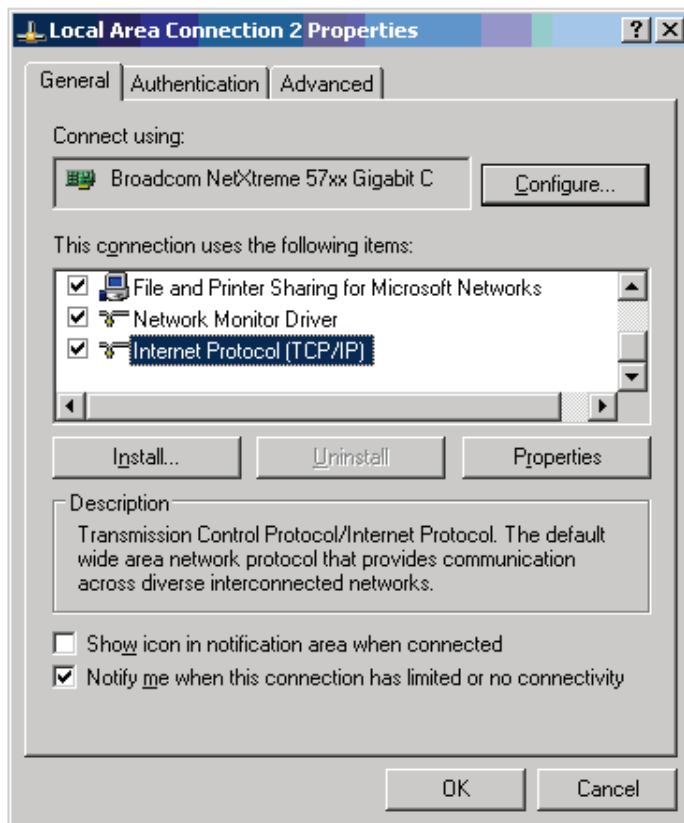 Local Area Connection 2 Properties
? X
General Authentication Advanced
Connect using:
Broadcom NetXtreme 57xx Gigabit C
Configure...
This connection uses the following items:
File and Printer Sharing for Microsoft Networks
Network Monitor Driver
Internet Protocol (TCP/IP)
Install... Uninstall Properties
Description
Transmission Control Protocol/Internet Protocol. The default
wide area network protocol that provides communication
across diverse interconnected networks.
Show icon in notification area when connected
Notify me when this connection has limited or no connectivity
OK Cancel